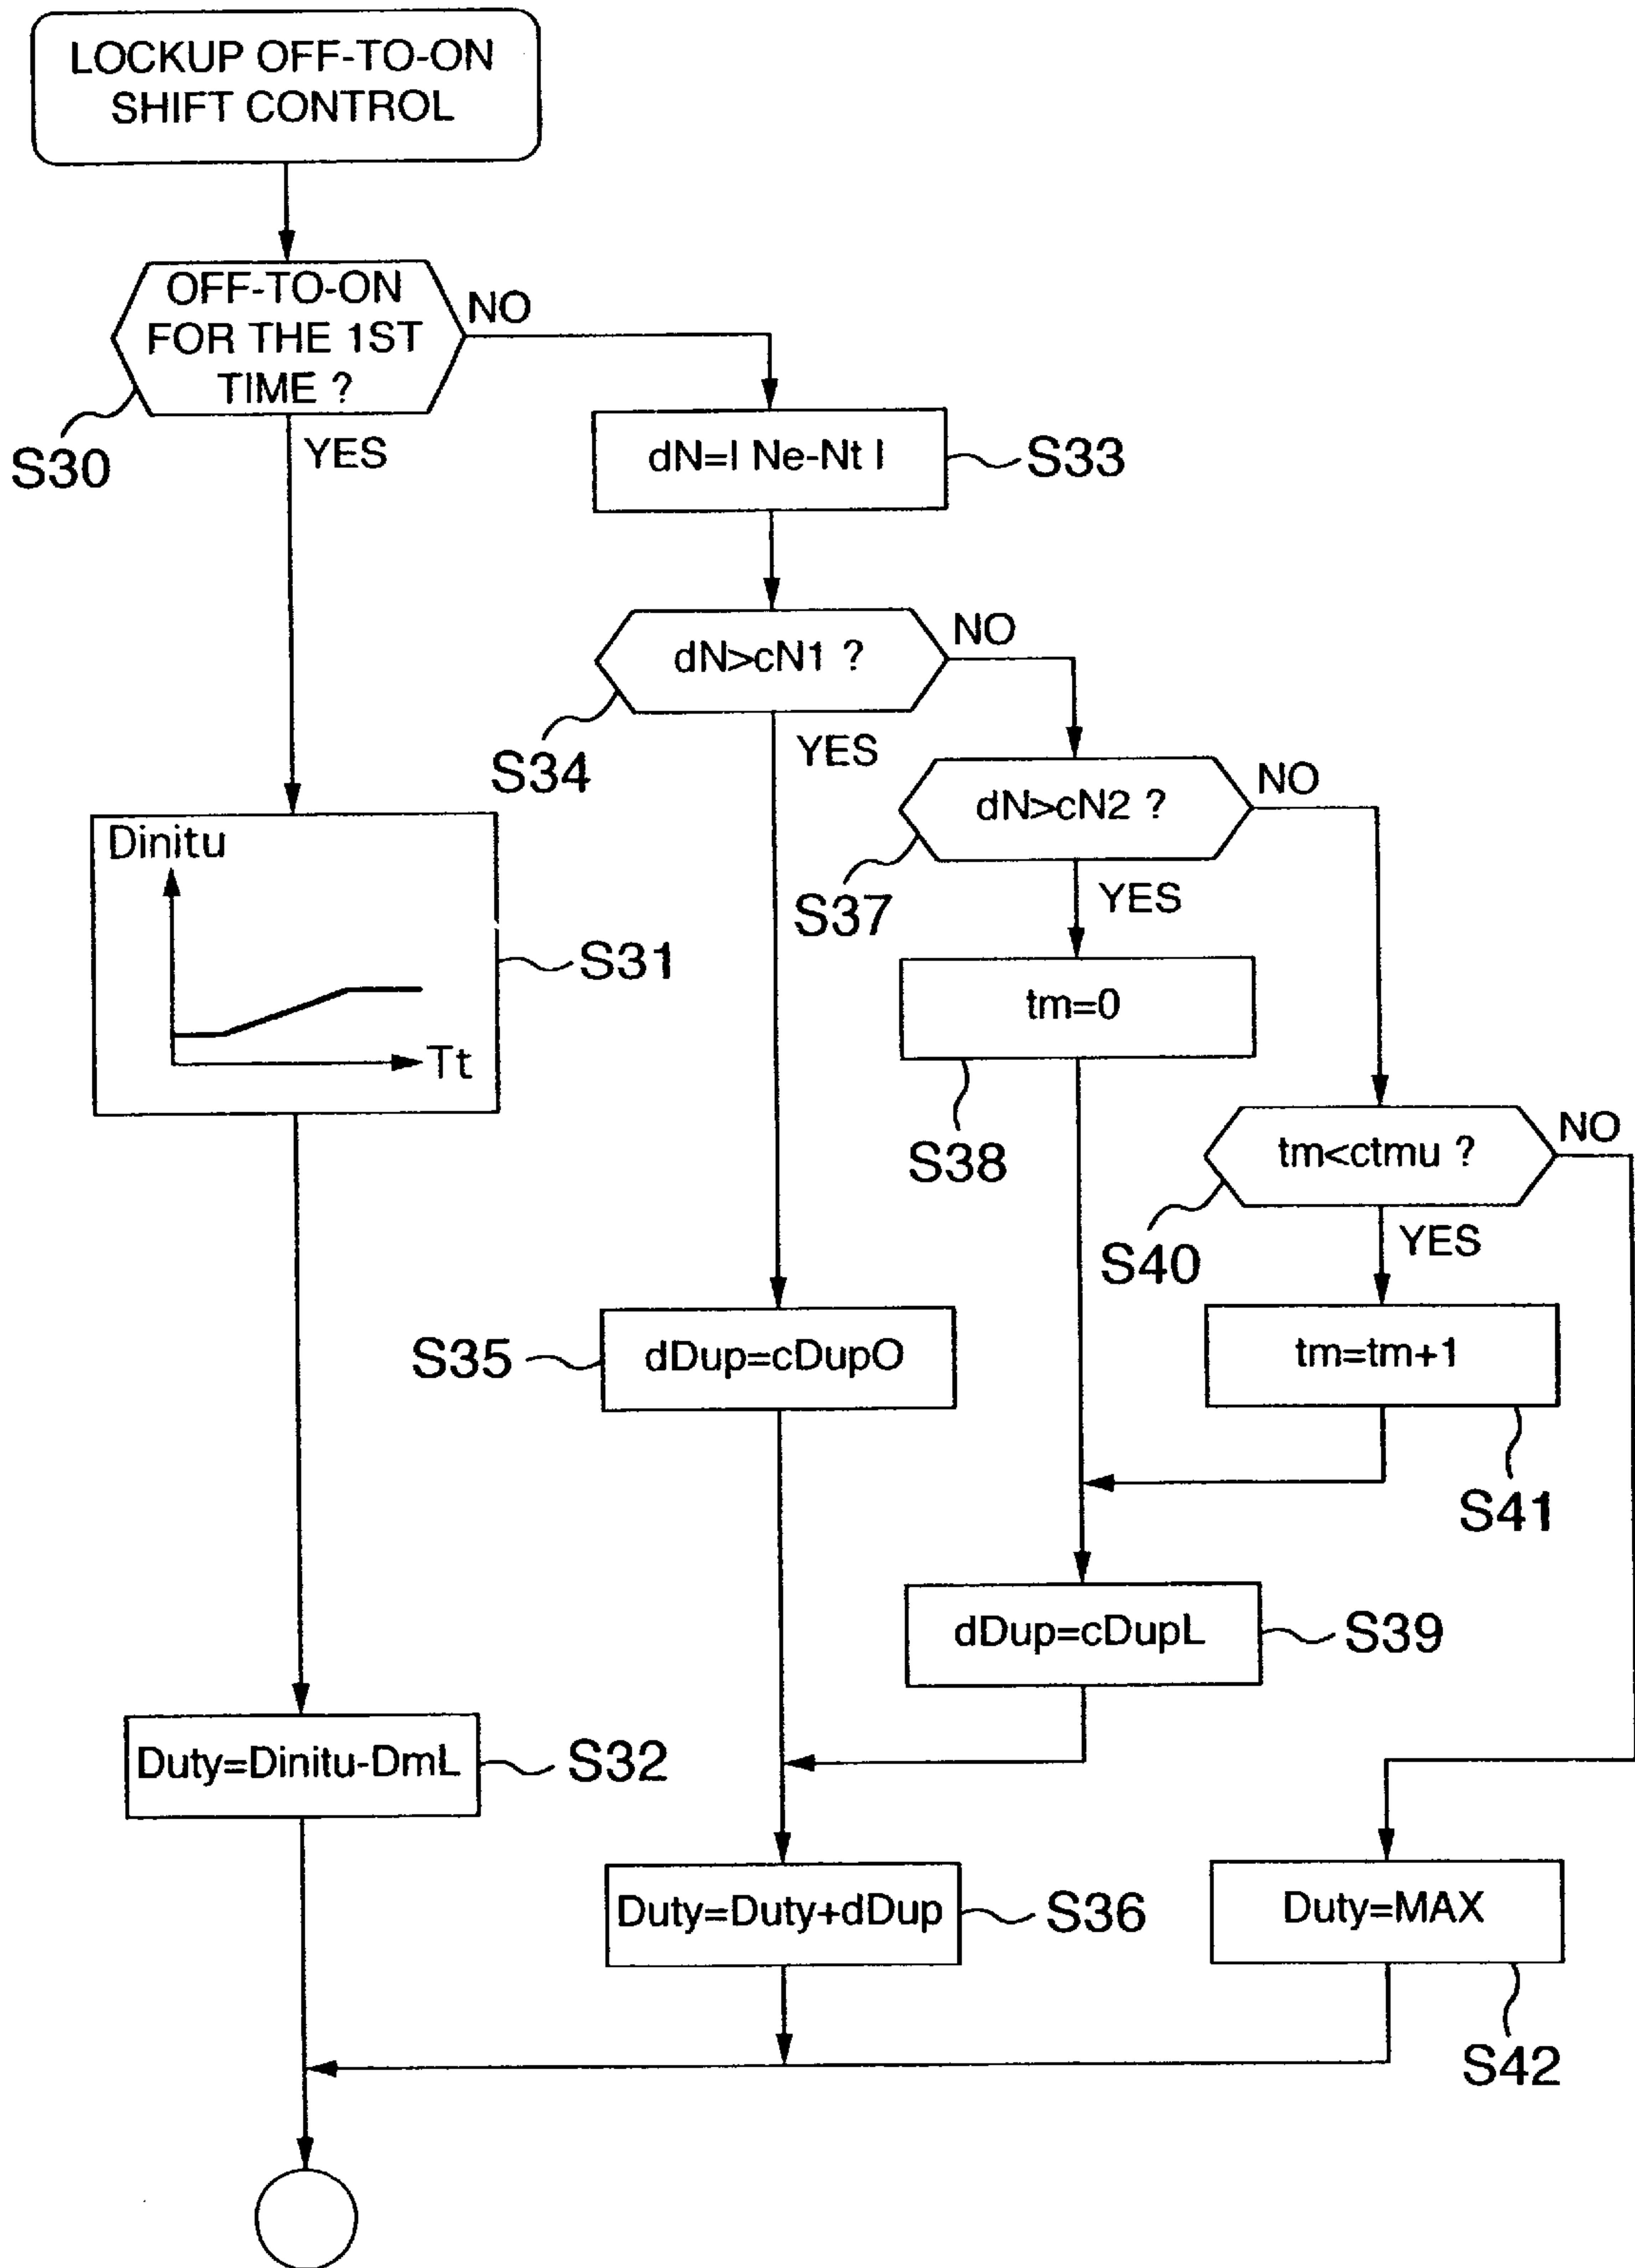 LOCKUP OFF-TO-ON
SHIFT CONTROL
OFF-TO-ON
FOR THE 1ST
TIME ?
NO
S30
YES
dN=I Ne-Nt I
S33
dN>cN1 ?
NO
S34
YES
dN>cN2 ?
NO
S37
YES
Dinitu
Tt
S31
tm=0
S38
tm<ctmu ?
NO
S40
YES
tm=tm+1
S41
S35
dDup=cDupO
dDup=cDupL
S39
Duty=Dinitu-DmL
S32
Duty=Duty+dDup
S36
Duty=MAX
S42